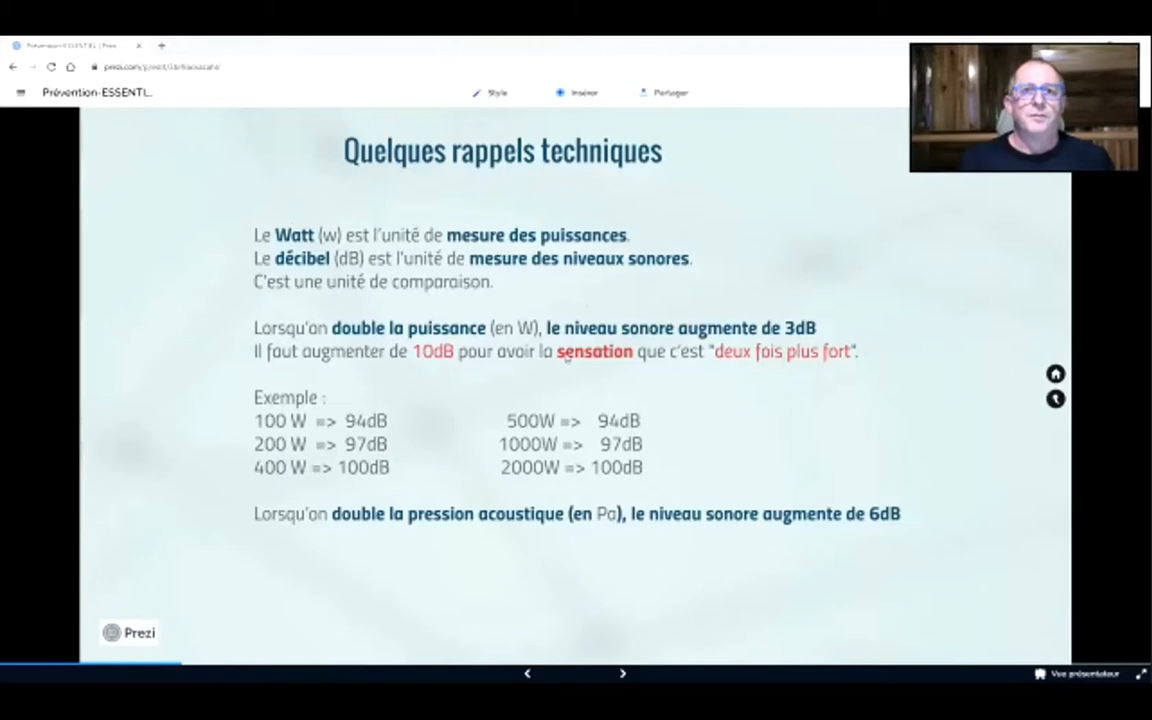 Prévention-ESSENTIEL | Prezi
Prévention-ESSENTI...
Style
Insérer
Partager
Quelques rappels techniques
Le Watt (w) est l'unité de mesure des puissances.
Le décibel (dB) est l'unité de mesure des niveaux sonores.
C'est une unité de comparaison.
Lorsqu'on double la puissance (en W), le niveau sonore augmente de 3dB
Il faut augmenter de 10dB pour avoir la sensation que c'est "deux fois plus fort".
Exemple :
100 W => 94dB
200 W => 97dB
400 W => 100dB
500W => 94dB
1000W => 97dB
2000W => 100dB
Lorsqu'on double la pression acoustique (en Pa), le niveau sonore augmente de 6dB
Prezi
Vue présentateur